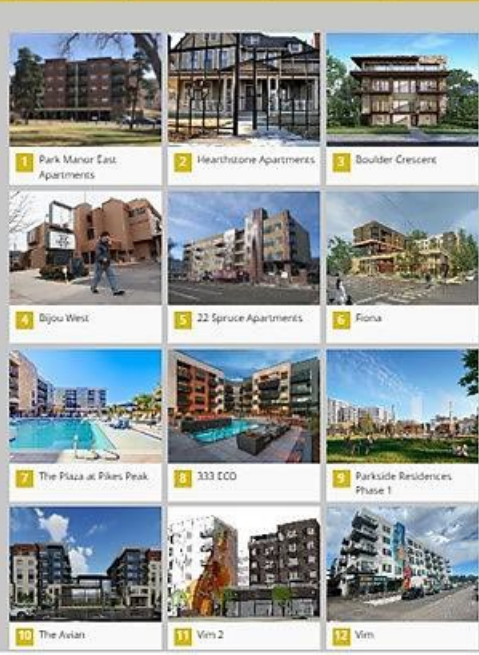 1 Park Manor East
Apartments
2 Hearthstone Apartments
3 Boulder Crescent
4 Bijou West
5 22 Spruce Apartments
6 Fiona
7 The Plaza at Pikes Peak
8 333 ECO
9 Parkside Residences
Phase 1
10 The Avian
11 Vim 2
12 Vim